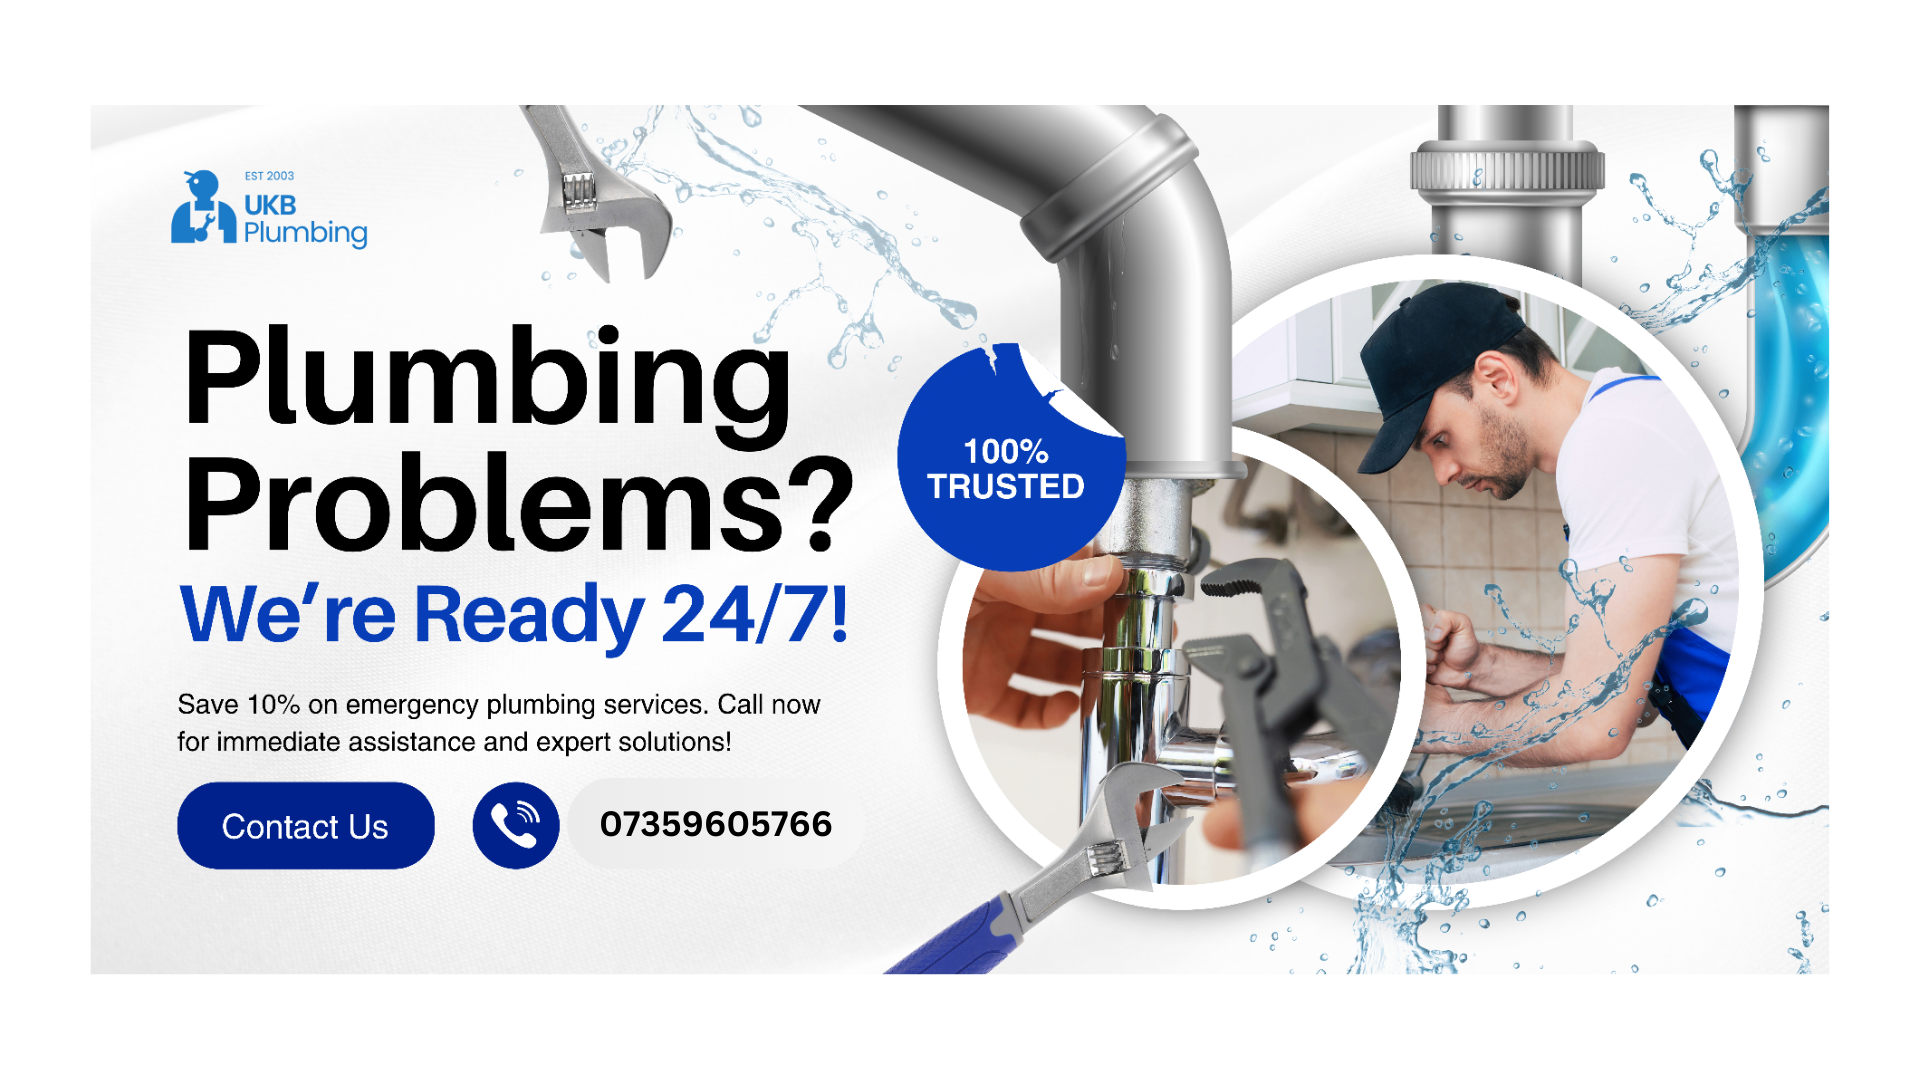 EST 2003
UKB
Plumbing
Plumbing
Problems?
We’re Ready 24/7!
100%
TRUSTED
Save 10% on emergency plumbing services. Call now
for immediate assistance and expert solutions!
Contact Us
07359605766